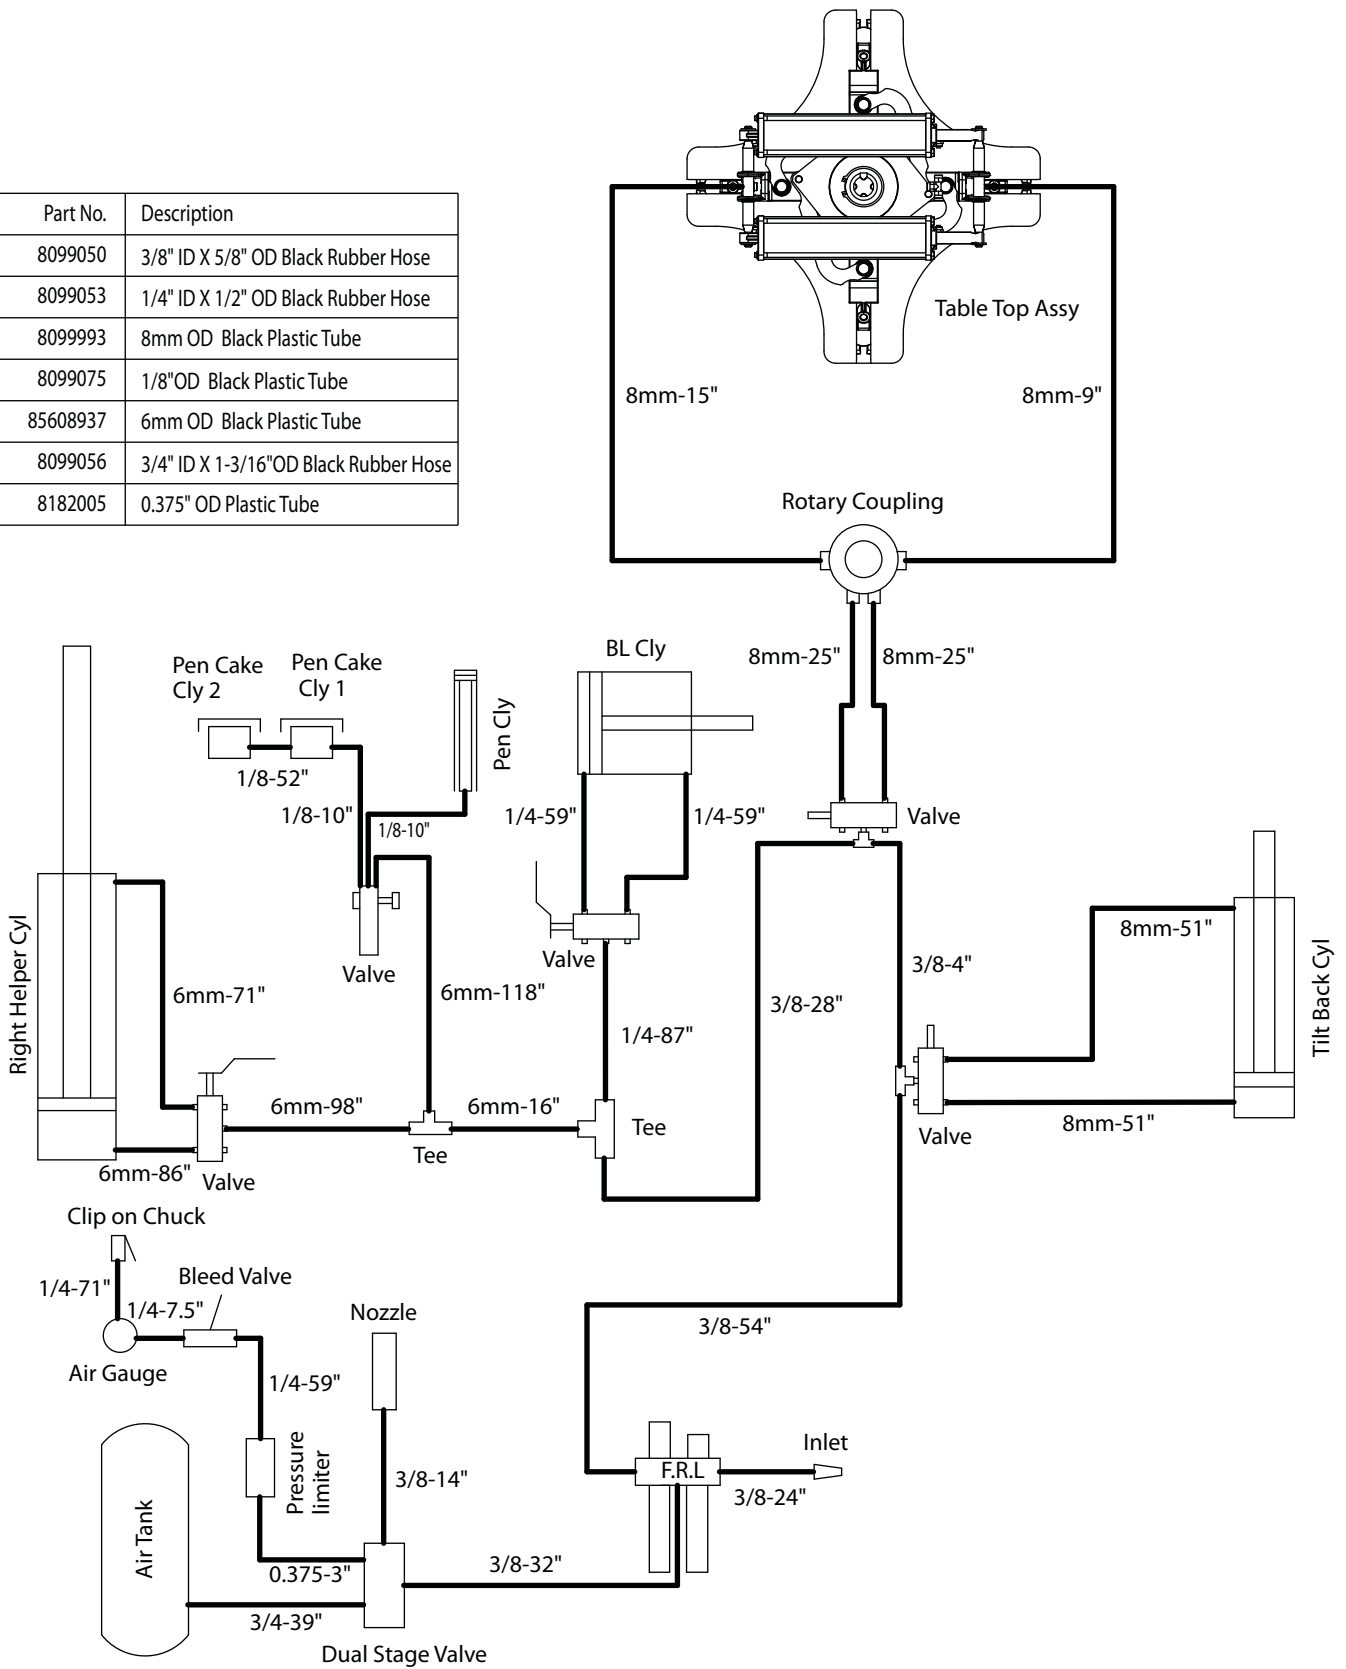 Part No. Description
8099050 3/8" ID X 5/8" OD Black Rubber Hose
8099053 1/4" ID X 1/2" OD Black Rubber Hose
8099993 8mm OD Black Plastic Tube
8099075 1/8"OD Black Plastic Tube
85608937 6mm OD Black Plastic Tube
8099056 3/4" ID X 1-3/16"OD Black Rubber Hose
8182005 0.375" OD Plastic Tube
Table Top Assy
8mm-15"
8mm-9"
Rotary Coupling
8mm-25"
8mm-25"
Valve
BL Cly
Pen Cake
Cly 2
Pen Cake
Cly 1
Pen Cly
1/8-52"
1/8-10"
1/8-10"
1/4-59"
1/4-59"
Valve
Valve
Right Helper Cyl
6mm-71"
6mm-118"
1/4-87"
3/8-28"
3/8-4"
8mm-51"
Tilt Back Cyl
6mm-98"
6mm-16"
Tee
Tee
8mm-51"
Valve
6mm-86"
Valve
Clip on Chuck
1/4-71"
1/4-7.5"
Bleed Valve
Nozzle
3/8-54"
Air Gauge
1/4-59"
Pressure
limiter
3/8-14"
F.R.L
Inlet
3/8-24"
Air Tank
0.375-3"
3/8-32"
3/4-39"
Dual Stage Valve